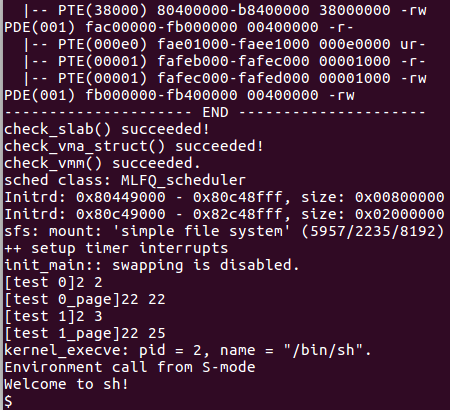 |-- PTE(38000) 80400000-b8400000 38000000 -rw
PDE(001) fac00000-fb000000 00400000 -r-
|-- PTE(000e0) fae01000-faee1000 000e0000 ur-
|-- PTE(00001) fafeb000-fafec000 00001000 -r-
|-- PTE(00001) fafec000-fafed000 00001000 -rw
PDE(001) fb000000-fb400000 00400000 -rw
--------------------- END ---------------------
check_slab() succeeded!
check_vma_struct() succeeded!
check_vmm() succeeded.
sched class: MLFQ_scheduler
Initrd: 0x80449000 - 0x80c48fff, size: 0x00800000
Initrd: 0x80c49000 - 0x82c48fff, size: 0x02000000
sfs: mount: 'simple file system' (5957/2235/8192)
++ setup timer interrupts
init_main:: swapping is disabled.
[test 0]2 2
[test 0_page]22 22
[test 1]2 3
[test 1_page]22 25
kernel_execve: pid = 2, name = "/bin/sh".
Environment call from S-mode
Welcome to sh!
$